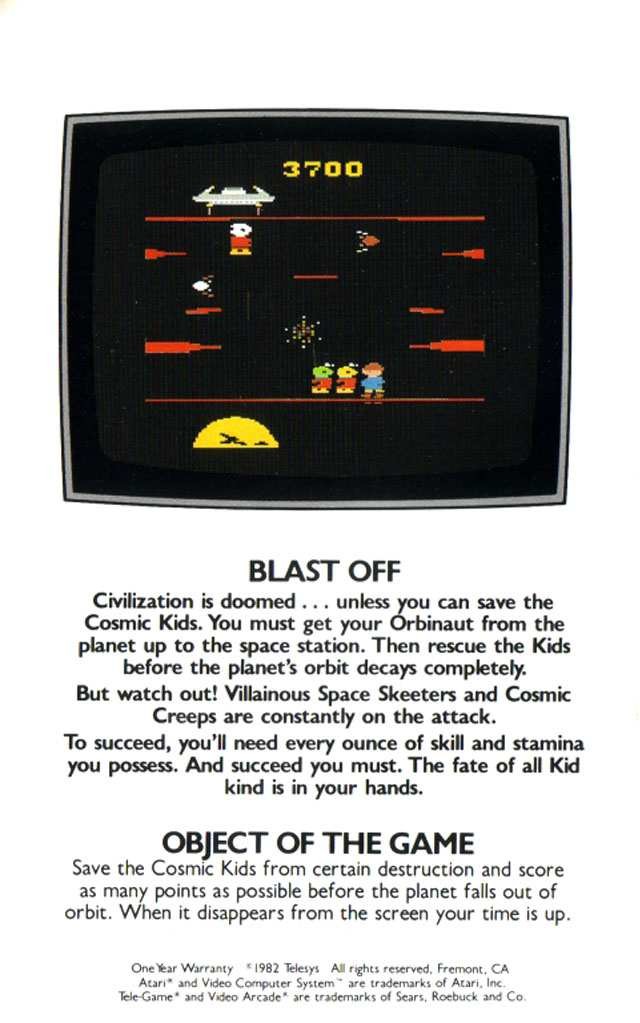 3700
BLAST OFF
Civilization is doomed . . . unless you can save the
Cosmic Kids. You must get your Orbinaut from the
planet up to the space station. Then rescue the Kids
before the planet's orbit decays completely.
But watch out! Villainous Space Skeeters and Cosmic
Creeps are constantly on the attack.
To succeed, you'll need every ounce of skill and stamina
you possess. And succeed you must. The fate of all Kid
kind is in your hands.
OBJECT OF THE GAME
Save the Cosmic Kids from certain destruction and score
as many points as possible before the planet falls out of
orbit. When it disappears from the screen your time is up.
One Year Warranty ©1982 Telesys All rights reserved, Fremont, CA
Atari* and Video Computer System™ are trademarks of Atari, Inc.
Tele-Game* and Video Arcade* are trademarks of Sears, Roebuck and Co.